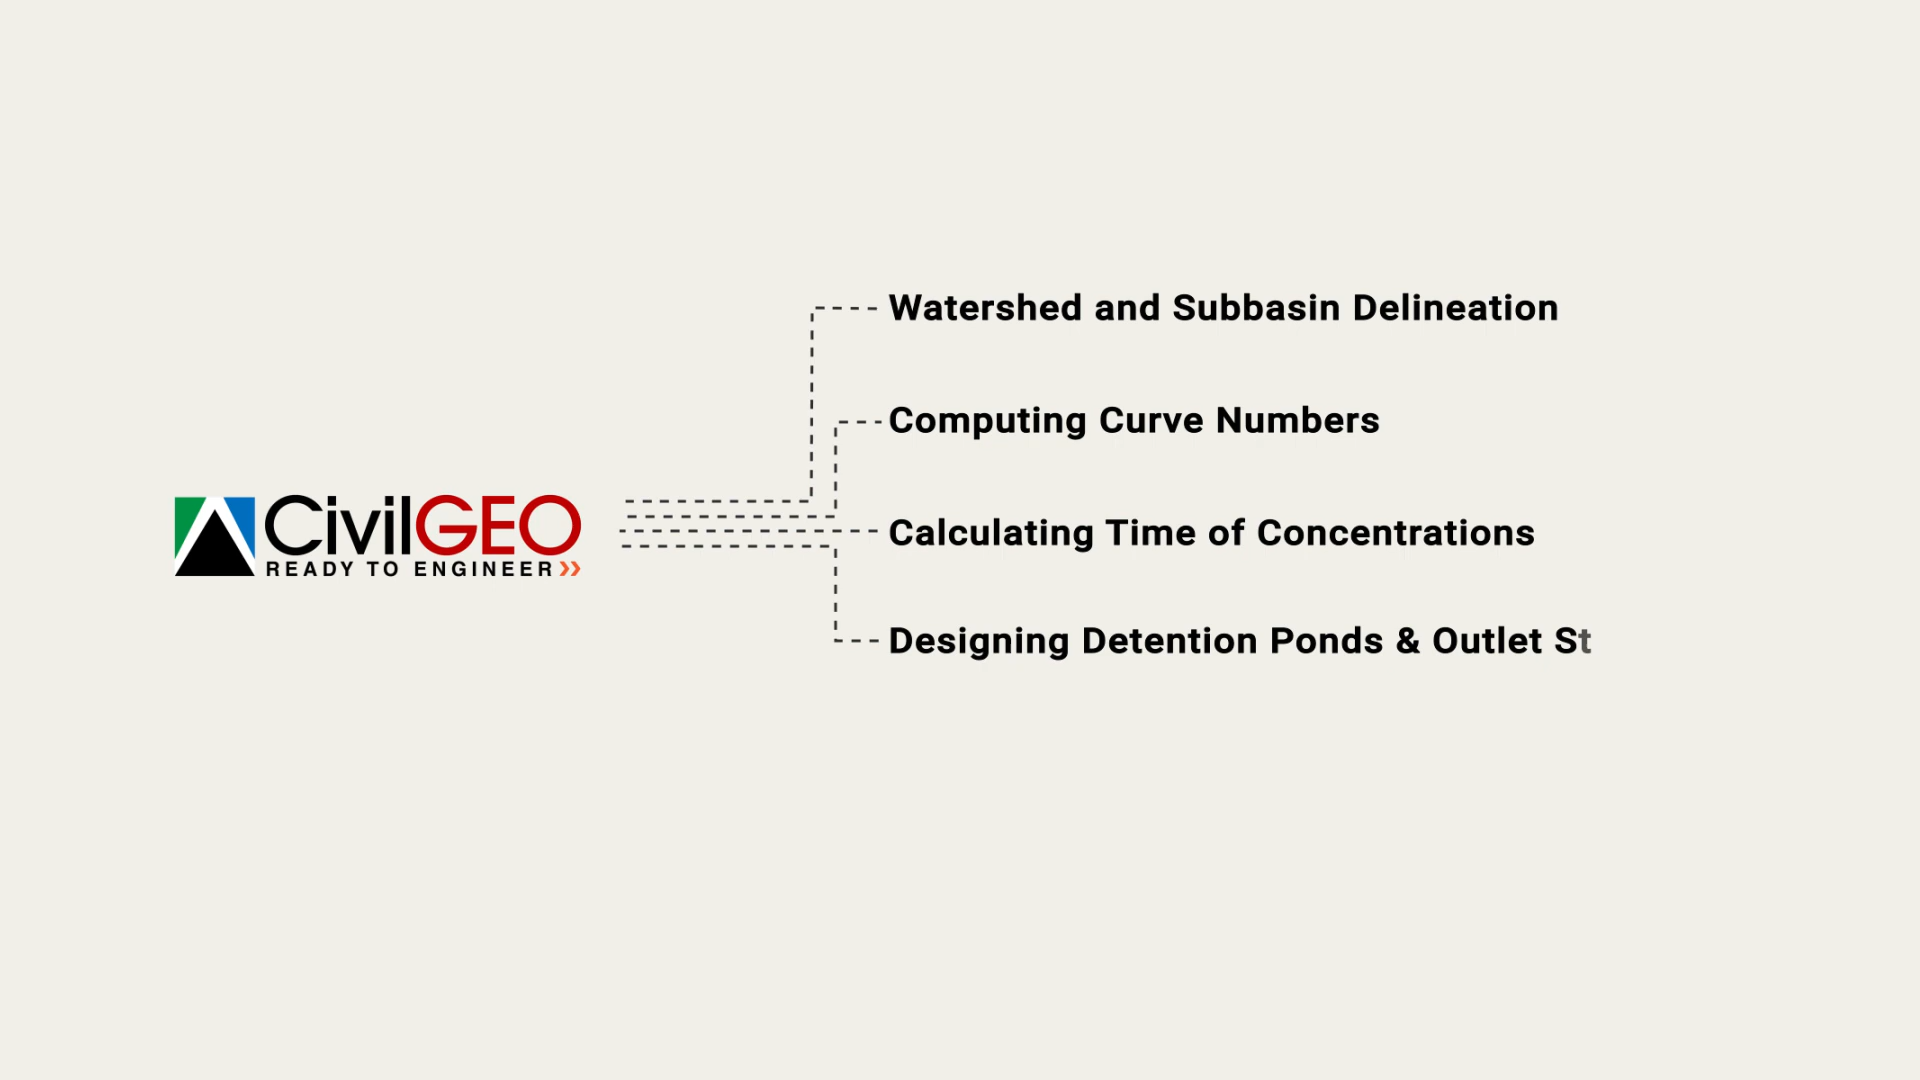 Watershed and Subbasin Delineation
Computing Curve Numbers
CivilGEO
READY TO ENGINEER
Calculating Time of Concentrations
Designing Detention Ponds & Outlet St